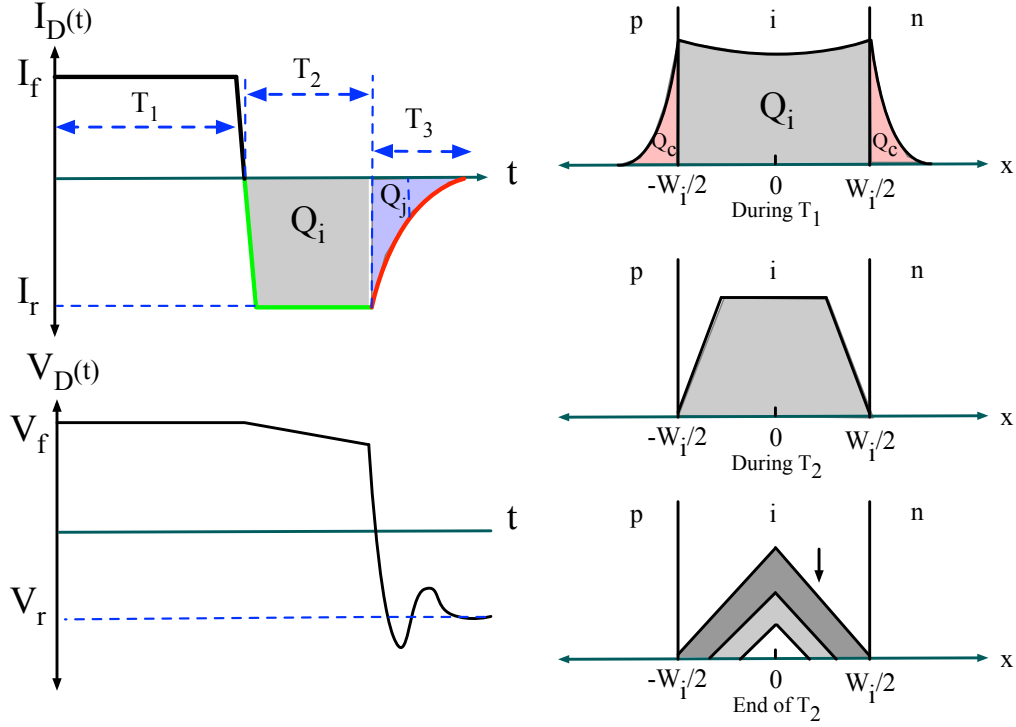 I_D(t)
I_f
T_1
T_2
T_3
t
Q_i
Q_j
I_r
V_D(t)
V_f
t
V_r
p i n
Q_c Q_i Q_c
x
-W_i/2 0 W_i/2
During T_1
p i n
x
-W_i/2 0 W_i/2
During T_2
p i n
x
-W_i/2 0 W_i/2
End of T_2